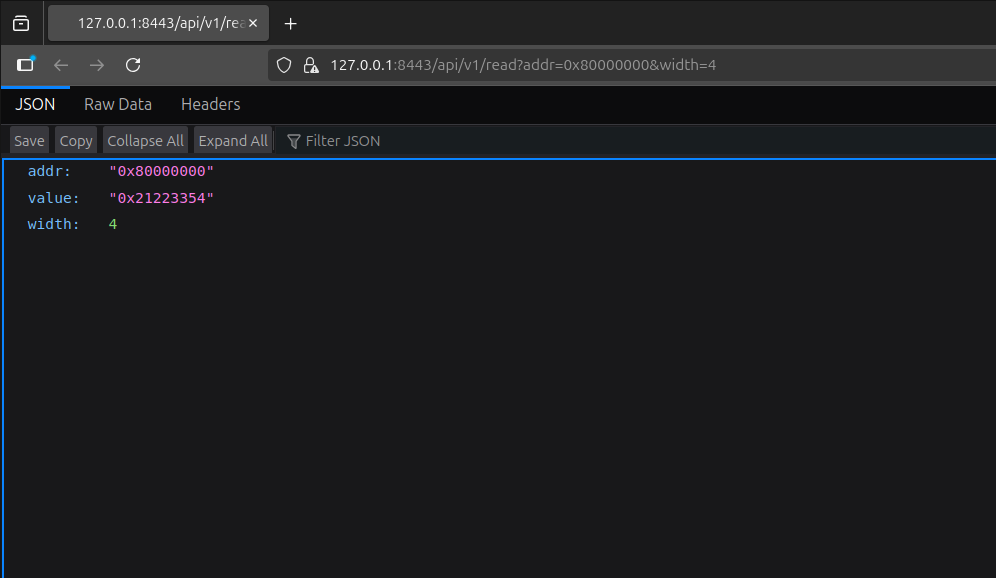 127.0.0.1:8443/api/v1/rea
127.0.0.1:8443/api/v1/read?addr=0x80000000&width=4
JSON Raw Data Headers
Save Copy Collapse All Expand All Filter JSON
addr: "0x80000000"
value: "0x21223354"
width: 4